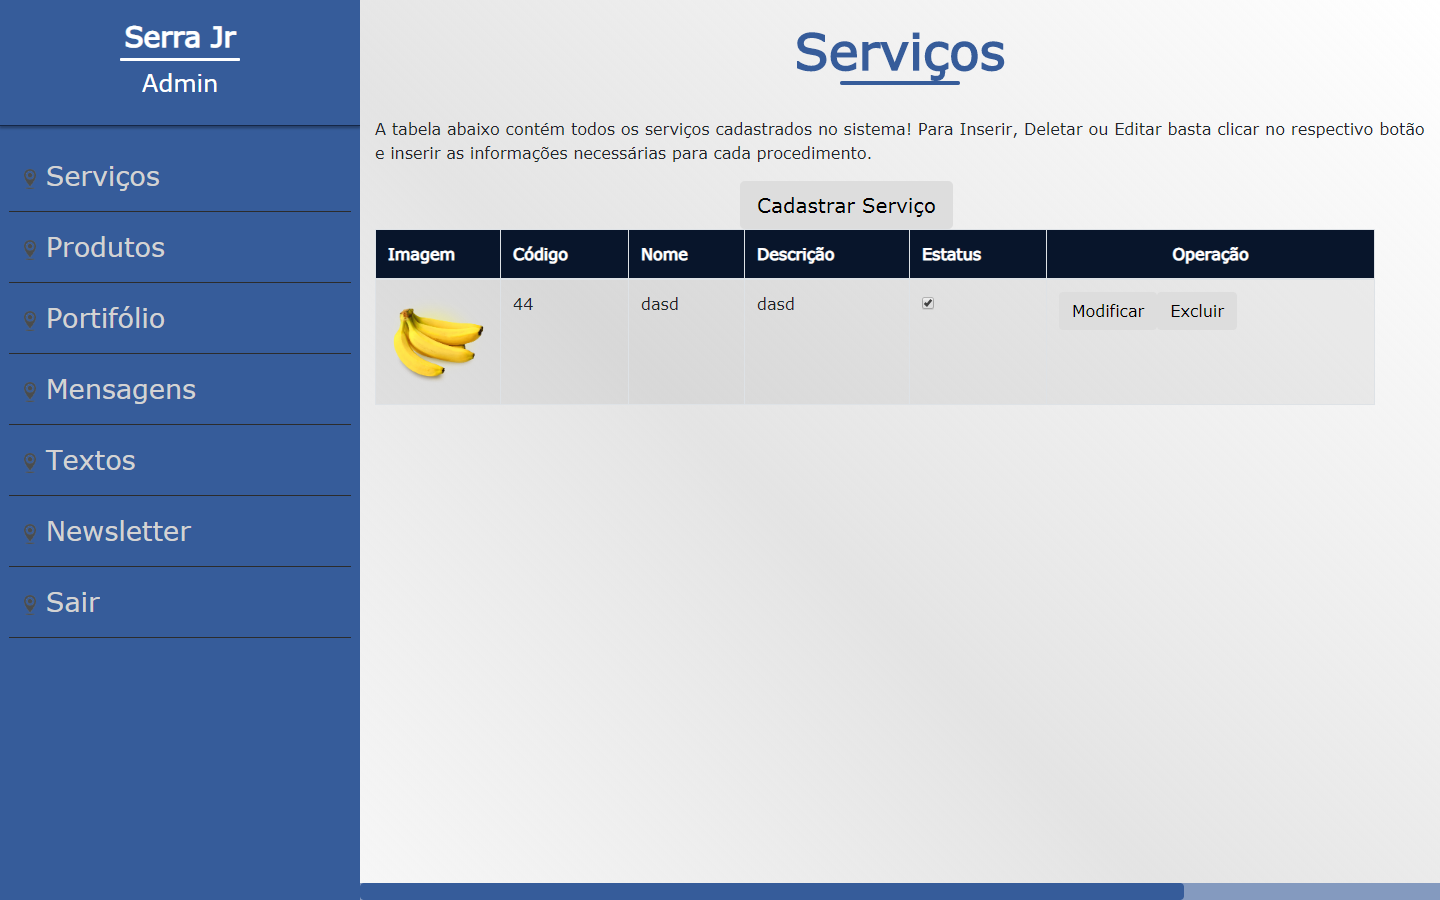 Serra Jr
Admin
Serviços
Produtos
Portifólio
Mensagens
Textos
Newsletter
Sair
Serviços
A tabela abaixo contém todos os serviços cadastrados no sistema! Para Inserir, Deletar ou Editar basta clicar no respectivo botão
e inserir as informações necessárias para cada procedimento.
Cadastrar Serviço
Imagem Código Nome Descrição Estatus Operação
44 dasd dasd Modificar Excluir